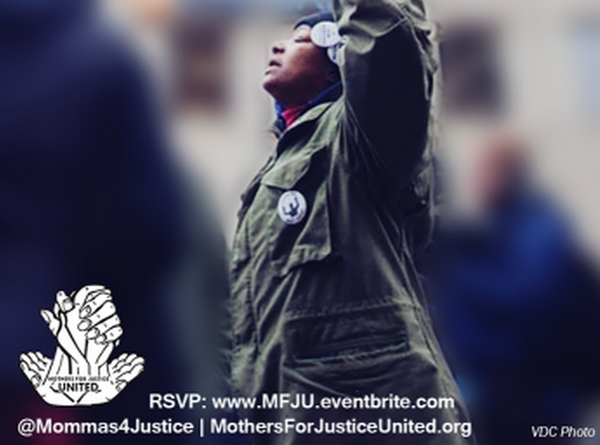 MOTHERS FOR JUSTICE
UNITED
RSVP: www.MFJU.eventbrite.com
@Mommas4Justice | MothersForJusticeUnited.org
VDC Photo